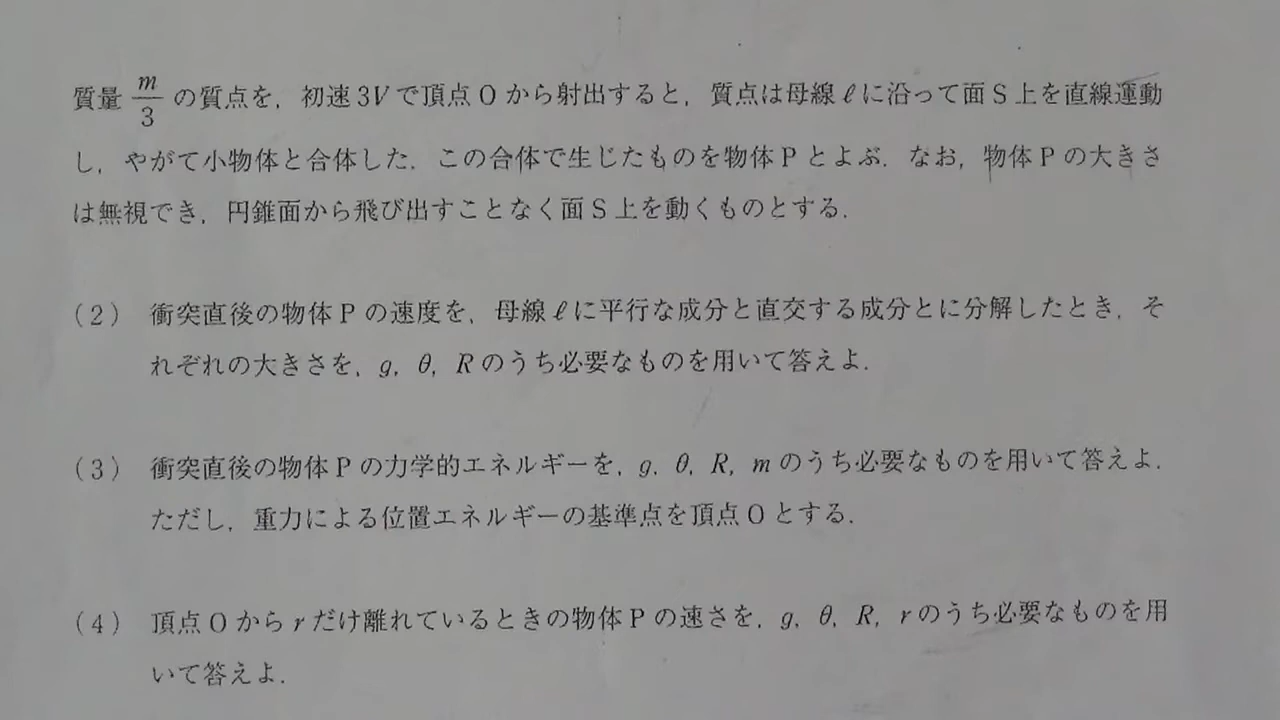 質量 m/3 の質点を，初速 3V で頂点 O から射出すると，質点は母線 ℓ に沿って面 S 上を直線運動
し，やがて小物体と合体した．この合体で生じたものを物体 P とよぶ．なお，物体 P の大きさ
は無視でき，円錐面から飛び出すことなく面 S 上を動くものとする．
(2) 衝突直後の物体 P の速度を，母線 ℓ に平行な成分と直交する成分とに分解したとき，そ
れぞれの大きさを，g，θ，R のうち必要なものを用いて答えよ．
(3) 衝突直後の物体 P の力学的エネルギーを，g，θ，R，m のうち必要なものを用いて答えよ．
ただし，重力による位置エネルギーの基準点を頂点 O とする．
(4) 頂点 O から r だけ離れているときの物体 P の速さを，g，θ，R，r のうち必要なものを用
いて答えよ．